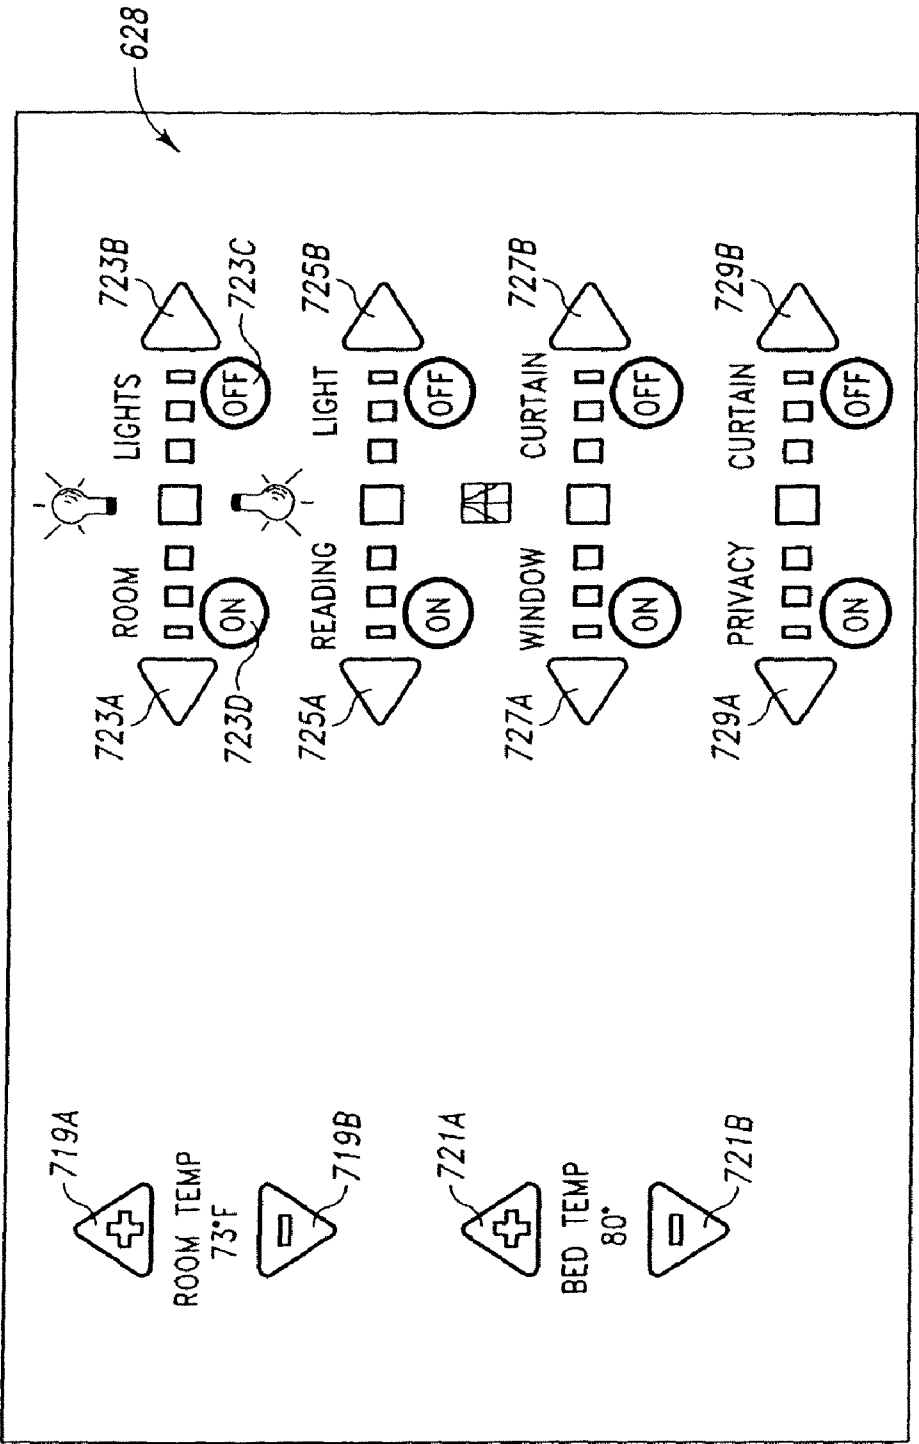 628
719A
ROOM TEMP
73°F
719B
721A
BED TEMP
80°
721B
723A
ROOM LIGHTS
723B
ON OFF
723D
723C
725A
READING LIGHT
725B
ON OFF
727A
WINDOW CURTAIN
727B
ON OFF
729A
PRIVACY CURTAIN
729B
ON OFF